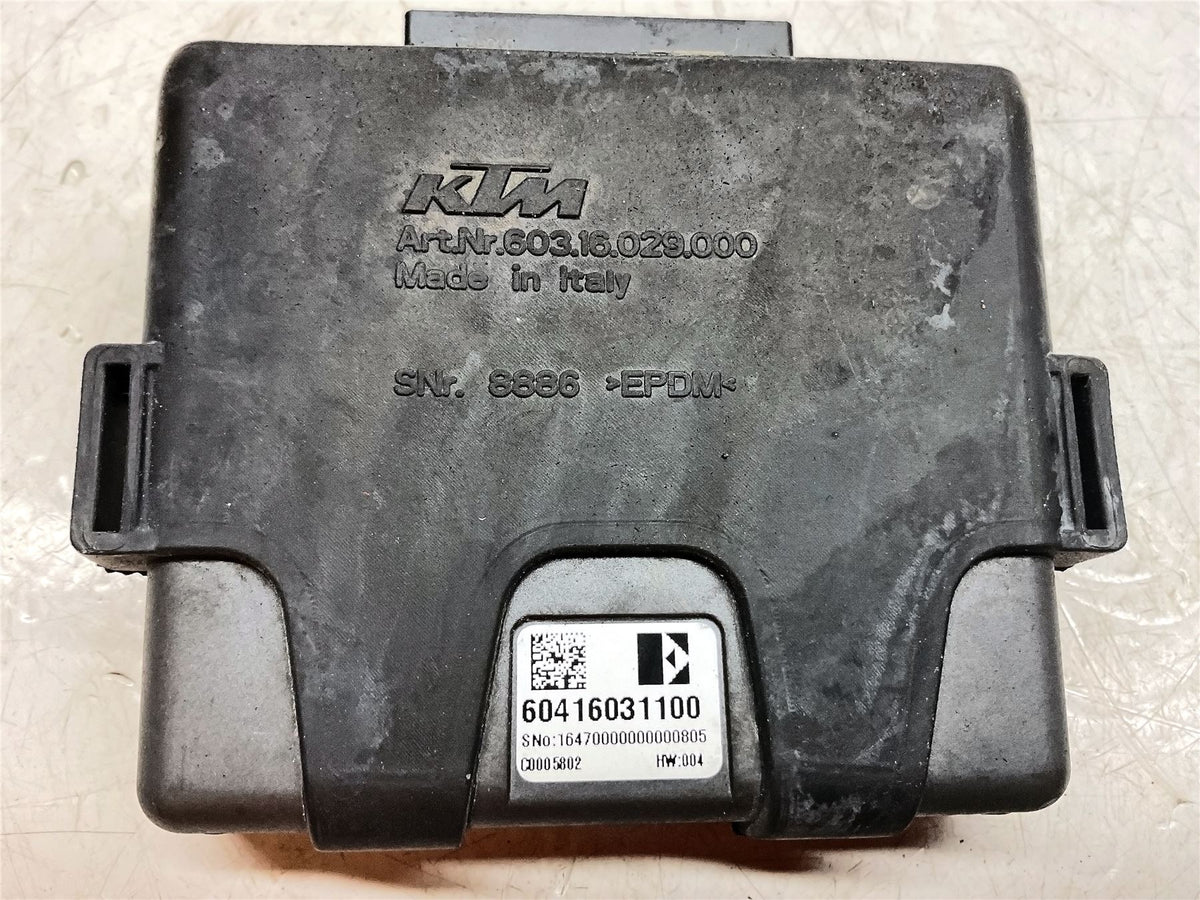 KTM
Art.Nr.603.16.029.000
Made in Italy
SNr. 8886 >EPDM<
E
60416031100
SNo:16470000000000805
C0005802 HW:004